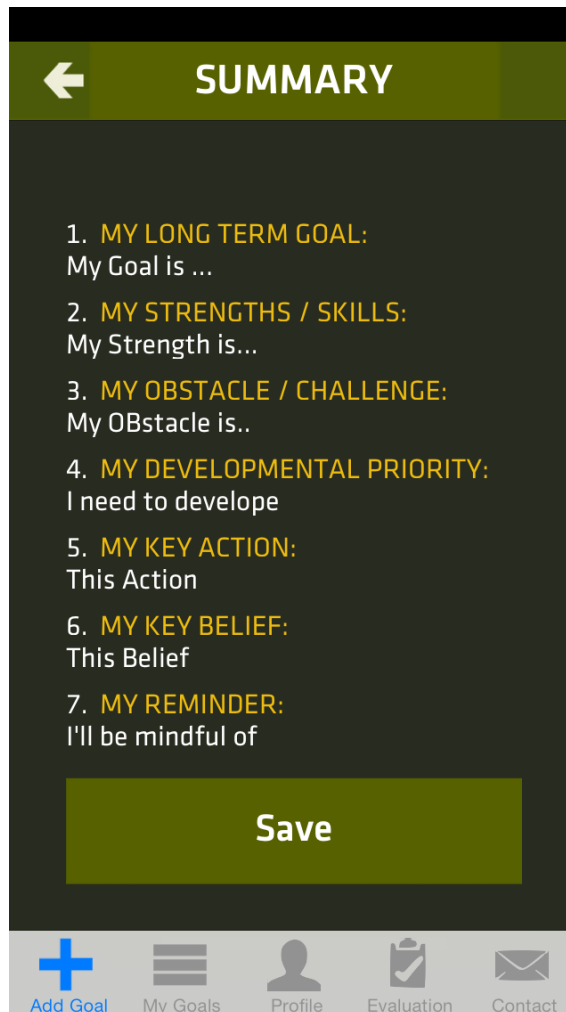 SUMMARY
1. MY LONG TERM GOAL:
My Goal is ...
2. MY STRENGTHS / SKILLS:
My Strength is...
3. MY OBSTACLE / CHALLENGE:
My OBstacle is..
4. MY DEVELOPMENTAL PRIORITY:
I need to develope
5. MY KEY ACTION:
This Action
6. MY KEY BELIEF:
This Belief
7. MY REMINDER:
I'll be mindful of
Save
Add Goal My Goals Profile Evaluation Contact